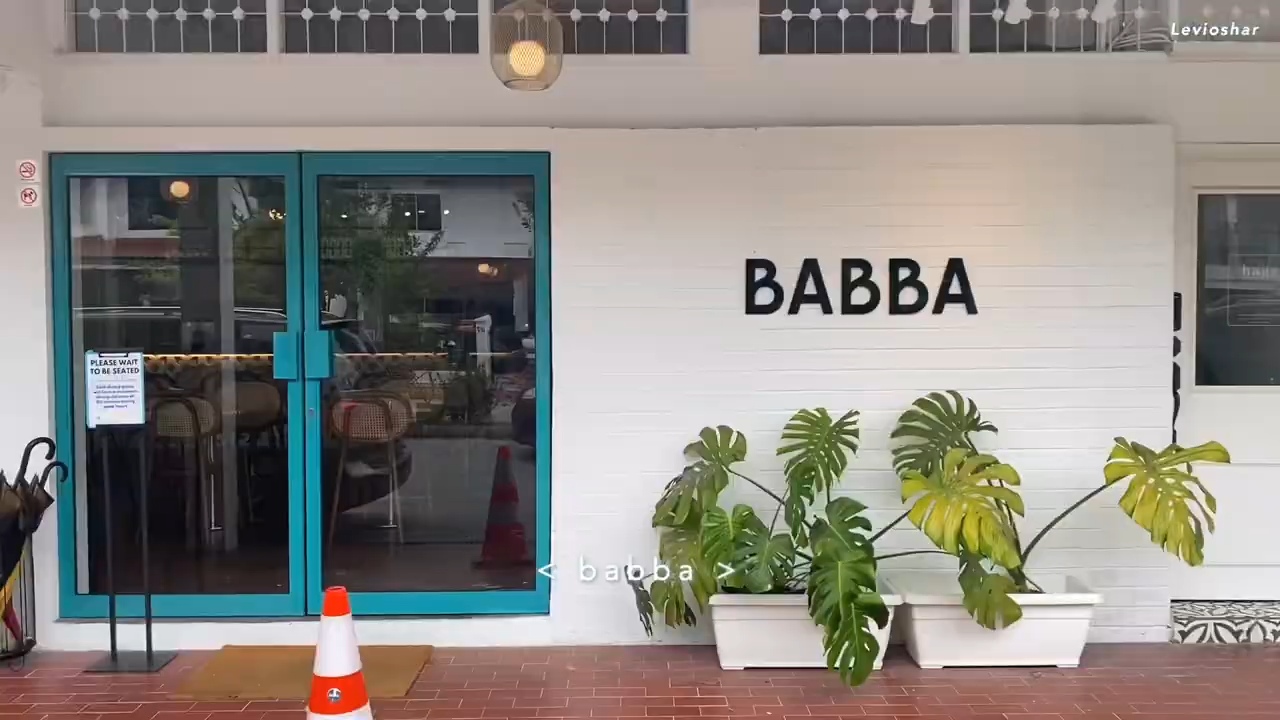 Levioshar
BABBA
PLEASE WAIT
TO BE SEATED
< babba >